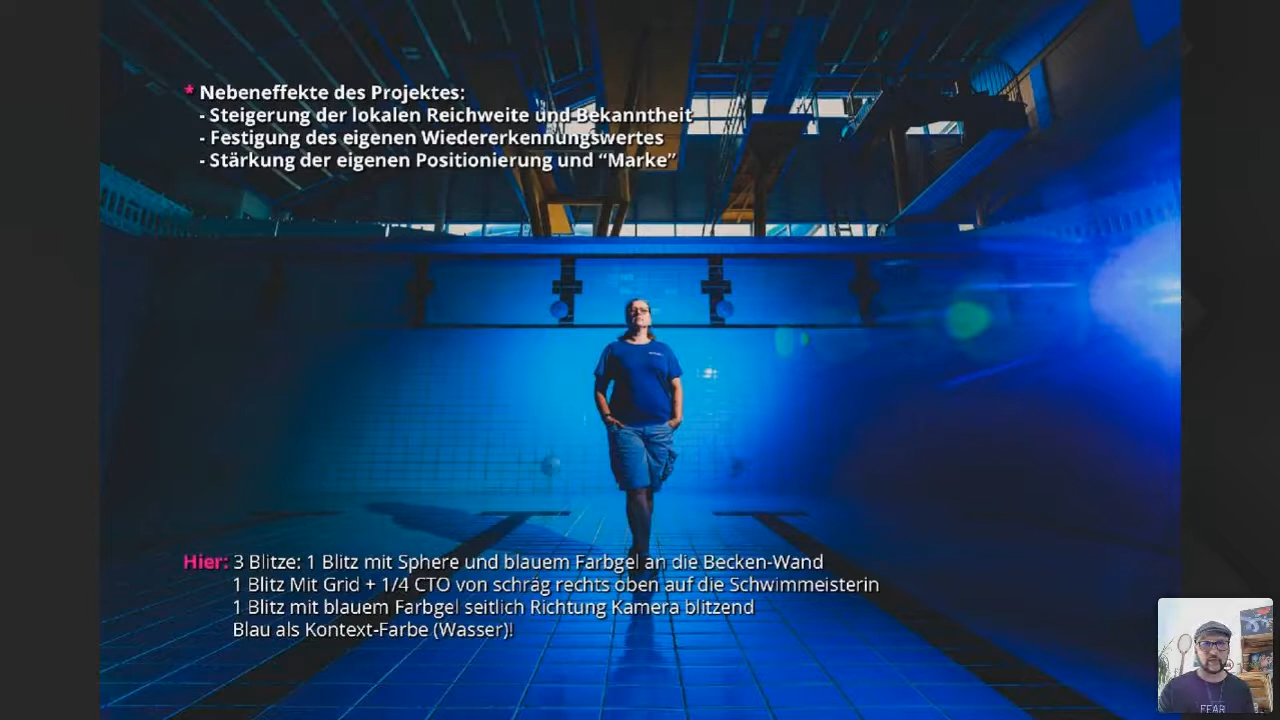 * Nebeneffekte des Projektes:
- Steigerung der lokalen Reichweite und Bekanntheit
- Festigung des eigenen Wiedererkennungswertes
- Stärkung der eigenen Positionierung und “Marke”
Hier: 3 Blitze: 1 Blitz mit Sphere und blauem Farbgel an die Becken-Wand
1 Blitz Mit Grid + 1/4 CTO von schräg rechts oben auf die Schwimmeisterin
1 Blitz mit blauem Farbgel seitlich Richtung Kamera blitzend
Blau als Kontext-Farbe (Wasser)!
FEAR